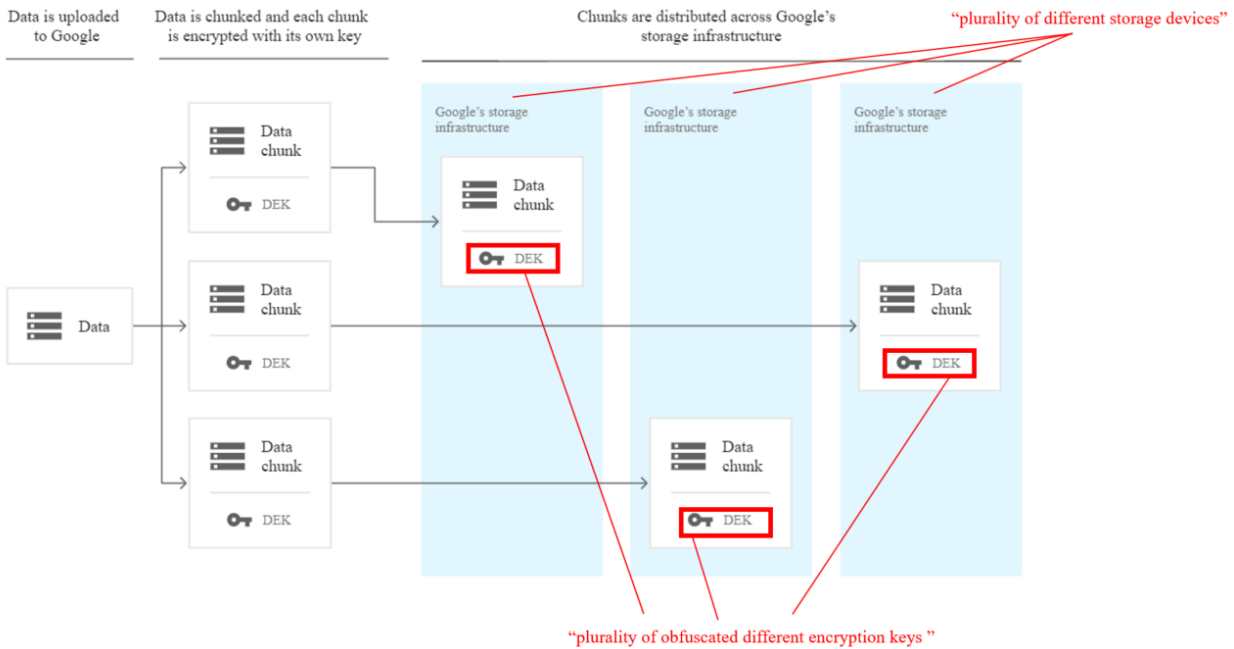 Data is uploaded
to Google
Data is chunked and each chunk
is encrypted with its own key
Chunks are distributed across Google’s
storage infrastructure
“plurality of different storage devices”
Google’s storage
infrastructure
Google’s storage
infrastructure
Google’s storage
infrastructure
Data
chunk
DEK
Data
chunk
DEK
Data
Data
chunk
DEK
Data
chunk
DEK
Data
chunk
DEK
Data
chunk
DEK
“plurality of obfuscated different encryption keys ”